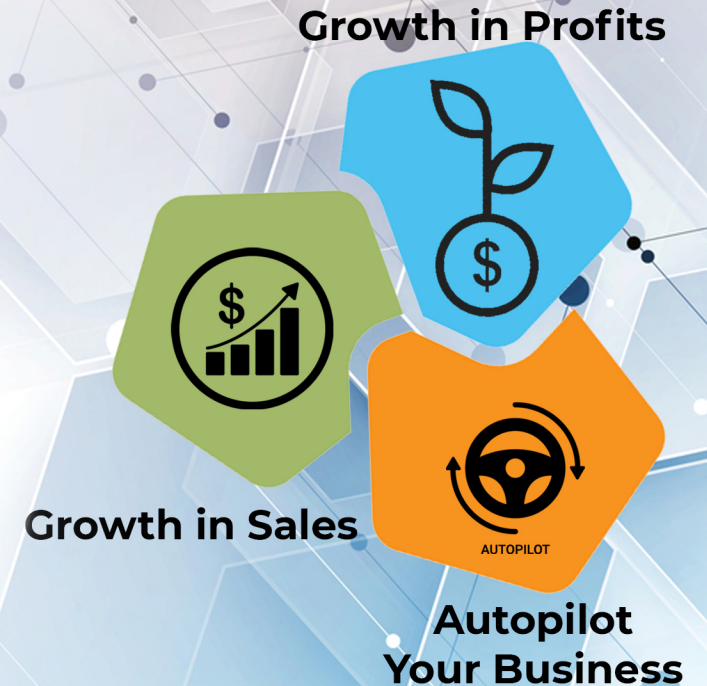 Growth in Profits
$
$
Growth in Sales
AUTOPILOT
Autopilot
Your Business